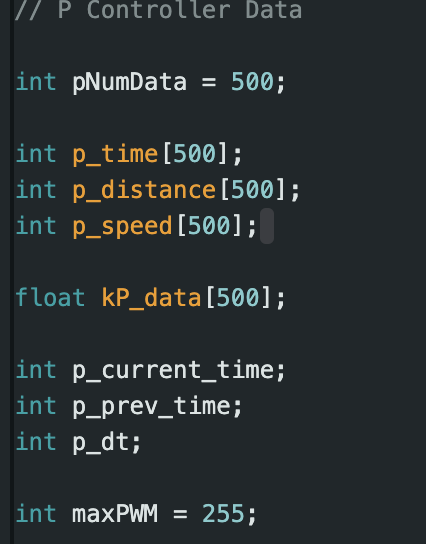 // P Controller Data
int pNumData = 500;
int p_time[500];
int p_distance[500];
int p_speed[500];
float kP_data[500];
int p_current_time;
int p_prev_time;
int p_dt;
int maxPWM = 255;